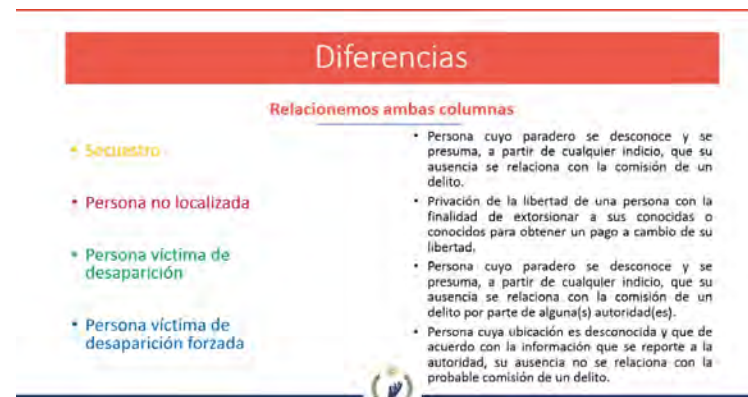 Diferencias
Relacionemos ambas columnas
• Secuestro
• Persona no localizada
• Persona víctima de
desaparición
• Persona víctima de
desaparición forzada
• Persona cuyo paradero se desconoce y se
presuma, a partir de cualquier indicio, que su
ausencia se relaciona con la comisión de un
delito.
• Privación de la libertad de una persona con la
finalidad de extorsionar a sus conocidas o
conocidos para obtener un pago a cambio de su
libertad.
• Persona cuyo paradero se desconoce y se
presuma, a partir de cualquier indicio, que su
ausencia se relaciona con la comisión de un
delito por parte de alguna(s) autoridad(es).
• Persona cuya ubicación es desconocida y que de
acuerdo con la información que se reporte a la
autoridad, su ausencia no se relaciona con la
probable comisión de un delito.